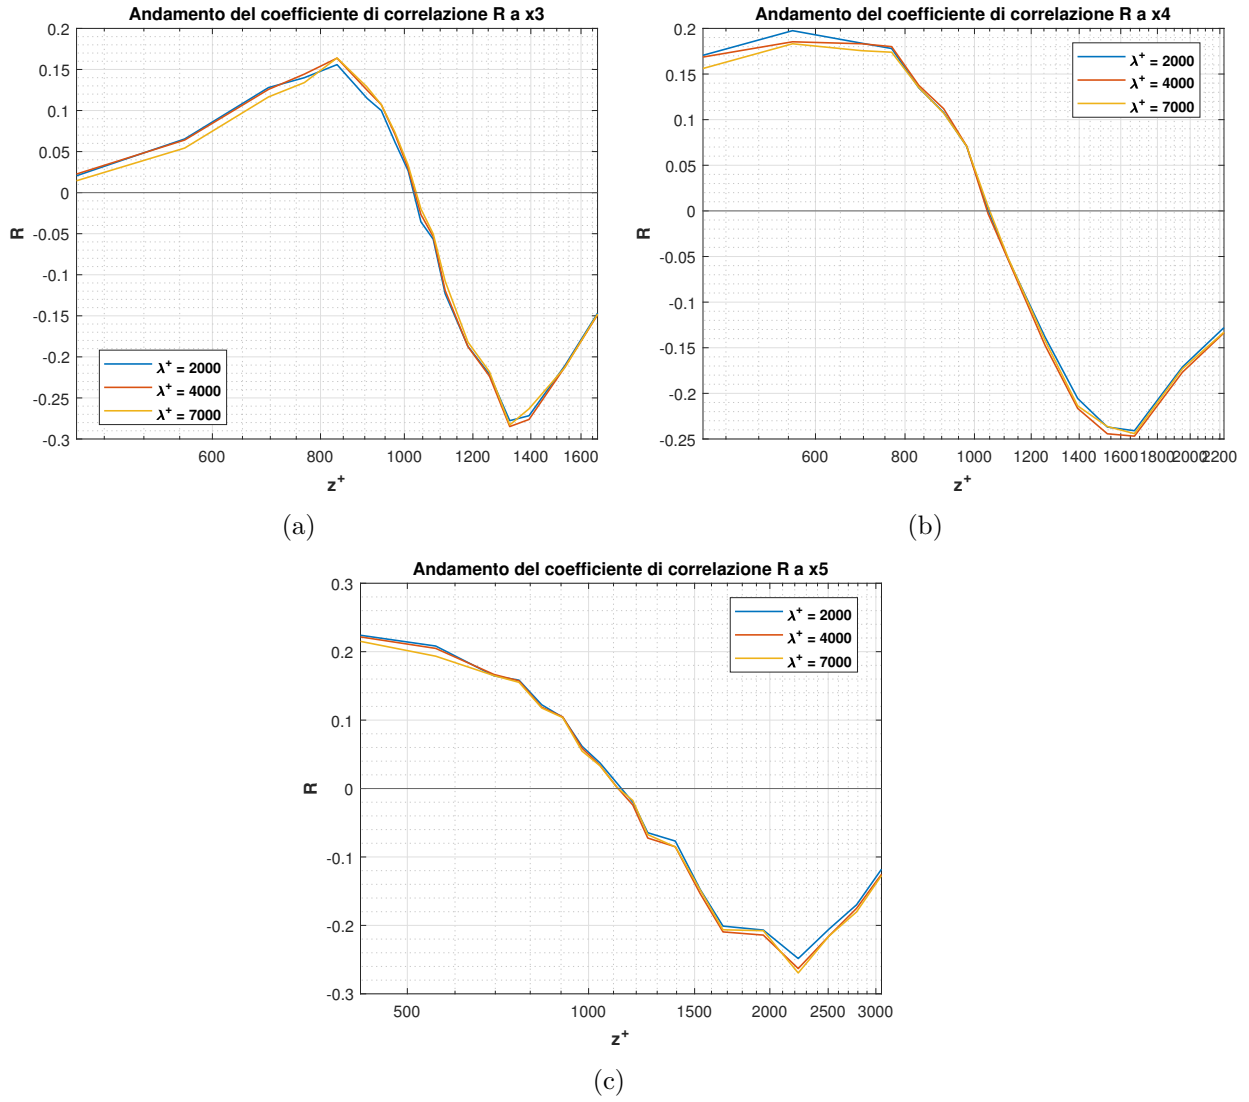 Andamento del coefficiente di correlazione R a x3
0.2
0.15
0.1
0.05
0
-0.05
-0.1
-0.15
-0.2
-0.25
-0.3
R
λ+ = 2000
λ+ = 4000
λ+ = 7000
600 800 1000 1200 1400 1600
z+
(a)
Andamento del coefficiente di correlazione R a x4
0.2
0.15
0.1
0.05
0
-0.05
-0.1
-0.15
-0.2
-0.25
R
λ+ = 2000
λ+ = 4000
λ+ = 7000
600 800 1000 1200 1400 1600 1800 2000 2200
z+
(b)
Andamento del coefficiente di correlazione R a x5
0.3
0.2
0.1
0
-0.1
-0.2
-0.3
R
λ+ = 2000
λ+ = 4000
λ+ = 7000
500 1000 1500 2000 2500 3000
z+
(c)